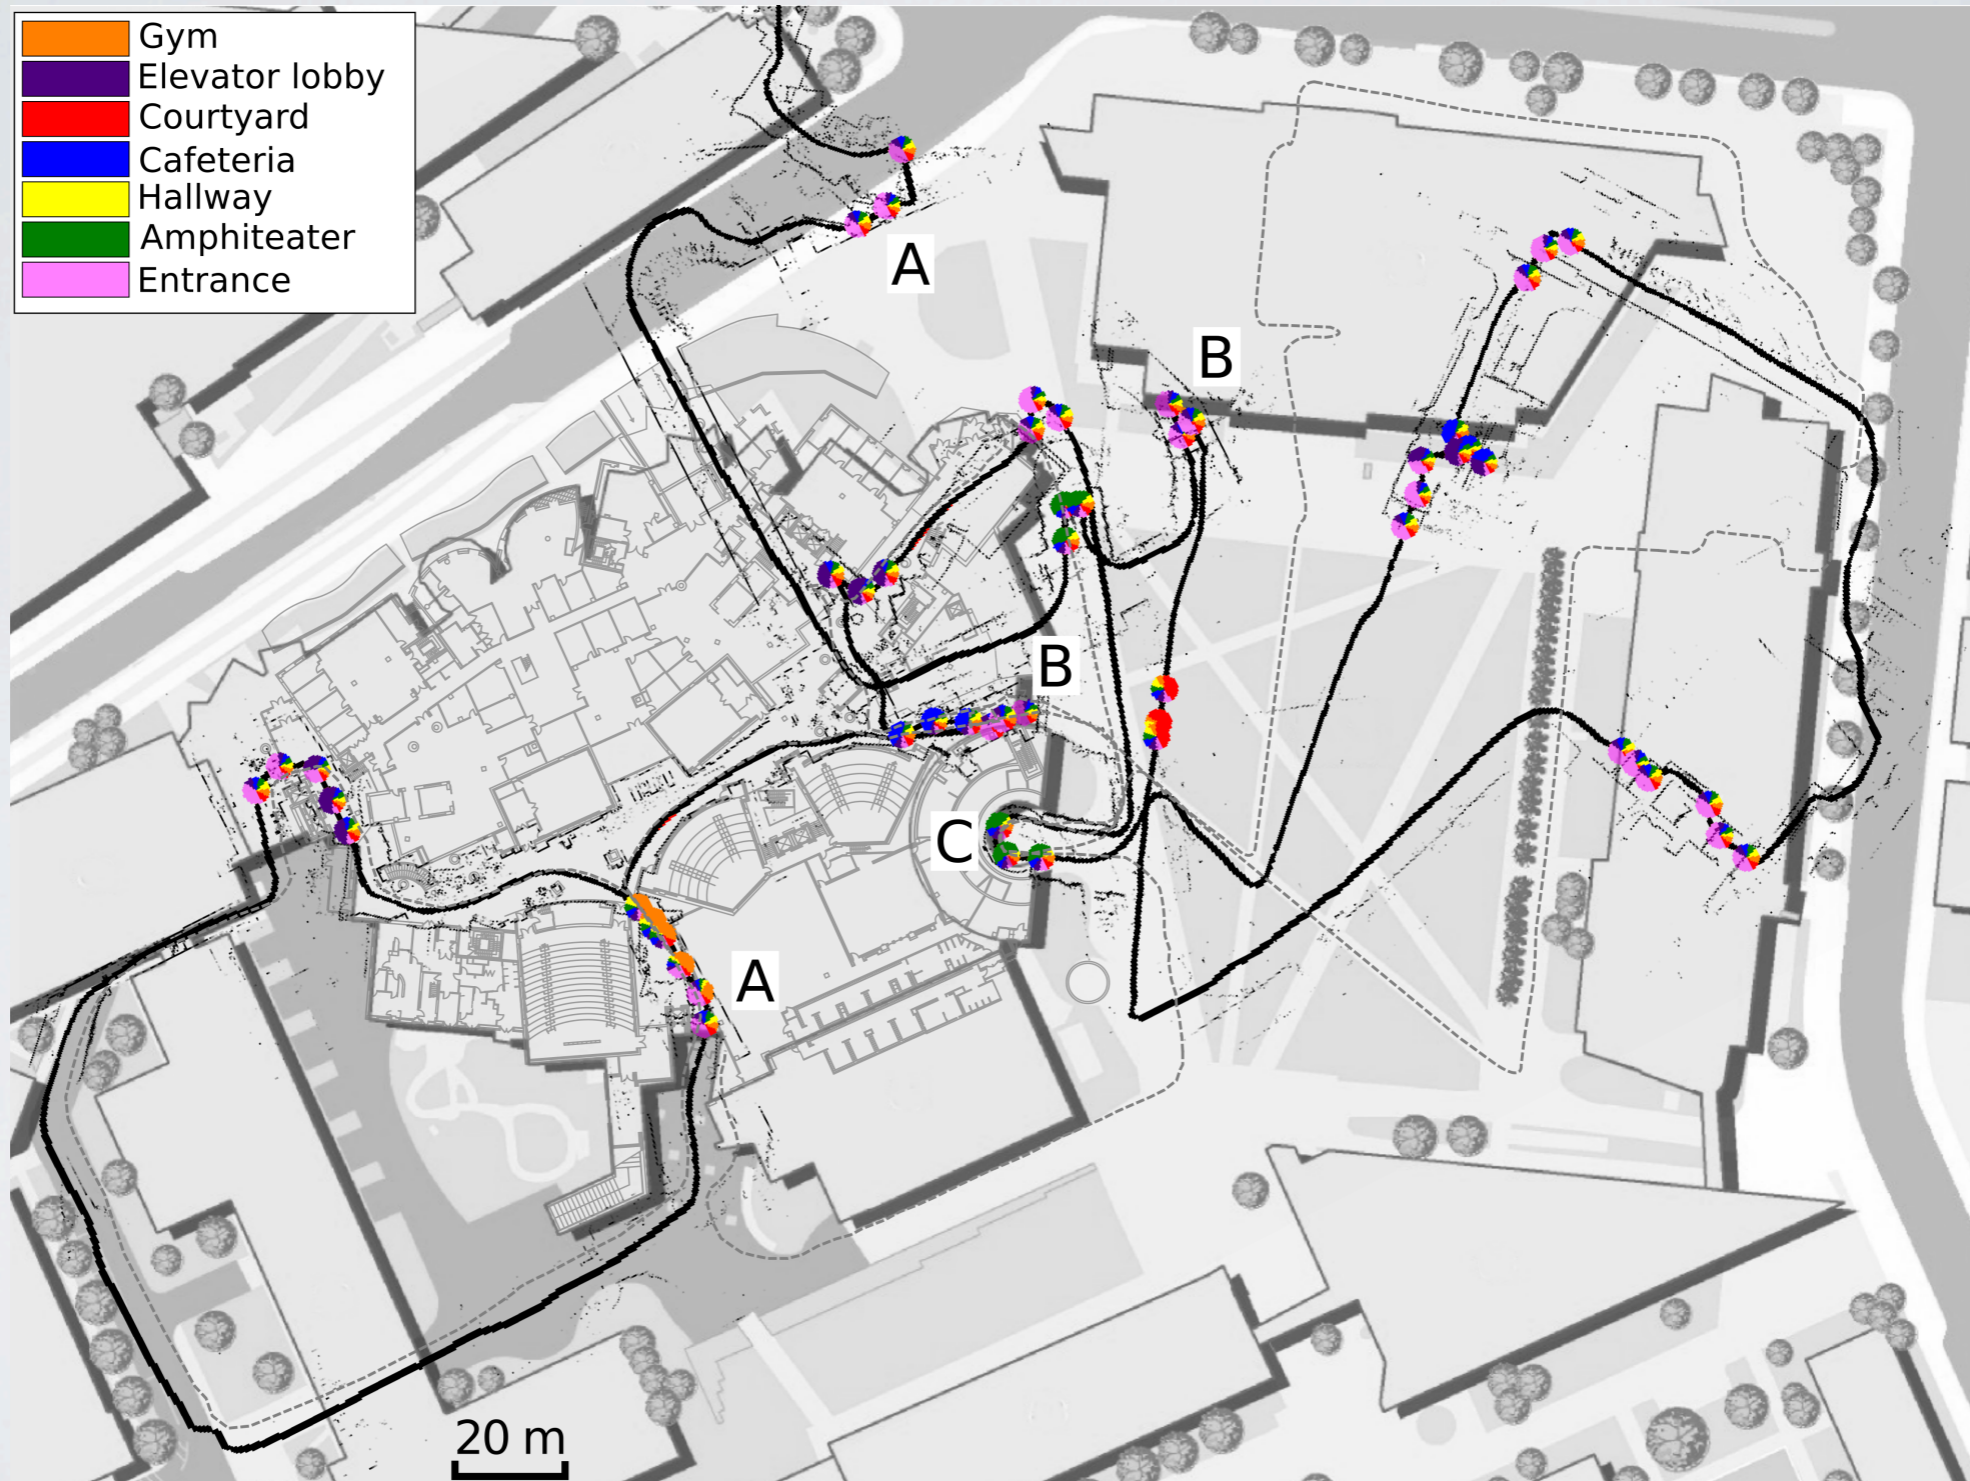 Gym
Elevator lobby
Courtyard
Cafeteria
Hallway
Amphiteater
Entrance
A
B
B
C
A
20 m